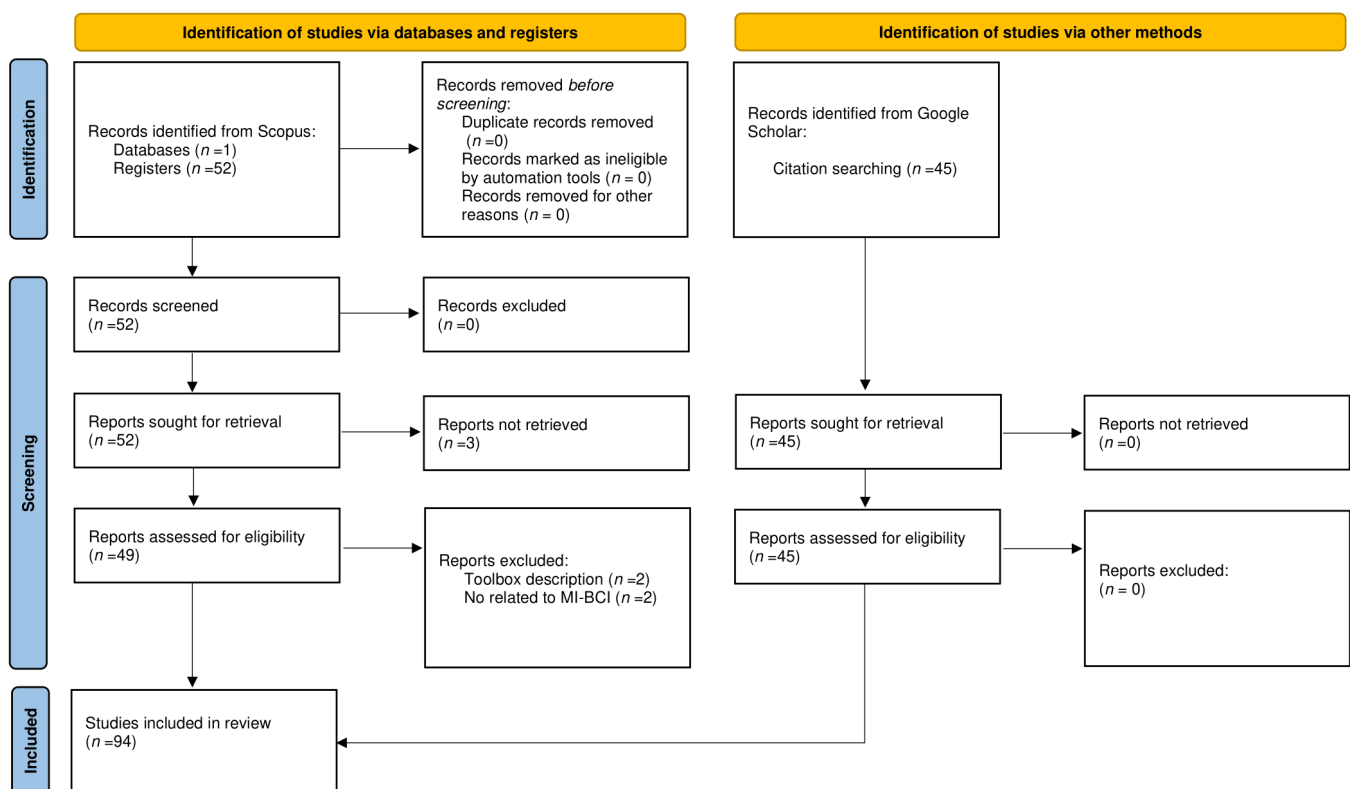 Identification of studies via databases and registers
Identification of studies via other methods
Identification
Records identified from Scopus:
Databases (n =1)
Registers (n =52)
Records removed before
screening:
Duplicate records removed
(n =0)
Records marked as ineligible
by automation tools (n = 0)
Records removed for other
reasons (n = 0)
Records identified from Google
Scholar:
Citation searching (n =45)
Screening
Records screened
(n =52)
Records excluded
(n =0)
Reports sought for retrieval
(n =52)
Reports not retrieved
(n =3)
Reports sought for retrieval
(n =45)
Reports not retrieved
(n =0)
Reports assessed for eligibility
(n =49)
Reports excluded:
Toolbox description (n =2)
No related to MI-BCI (n =2)
Reports assessed for eligibility
(n =45)
Reports excluded:
(n = 0)
Included
Studies included in review
(n =94)